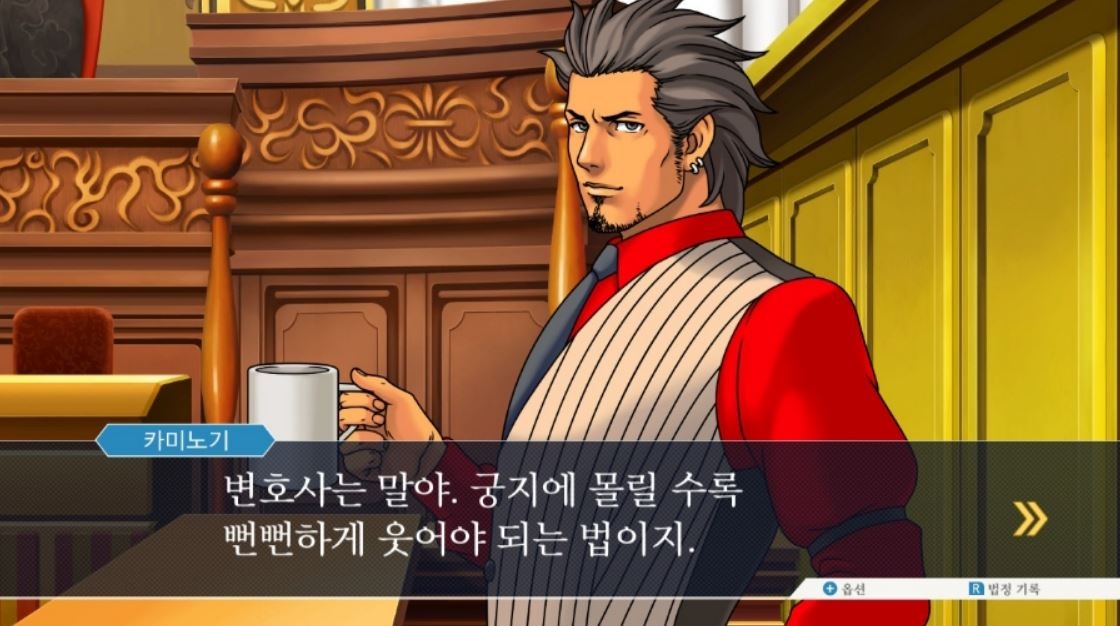 카미노기
변호사는 말야. 궁지에 몰릴 수록
뻔뻔하게 웃어야 되는 법이지.
+ 옵션
R 법정 기록